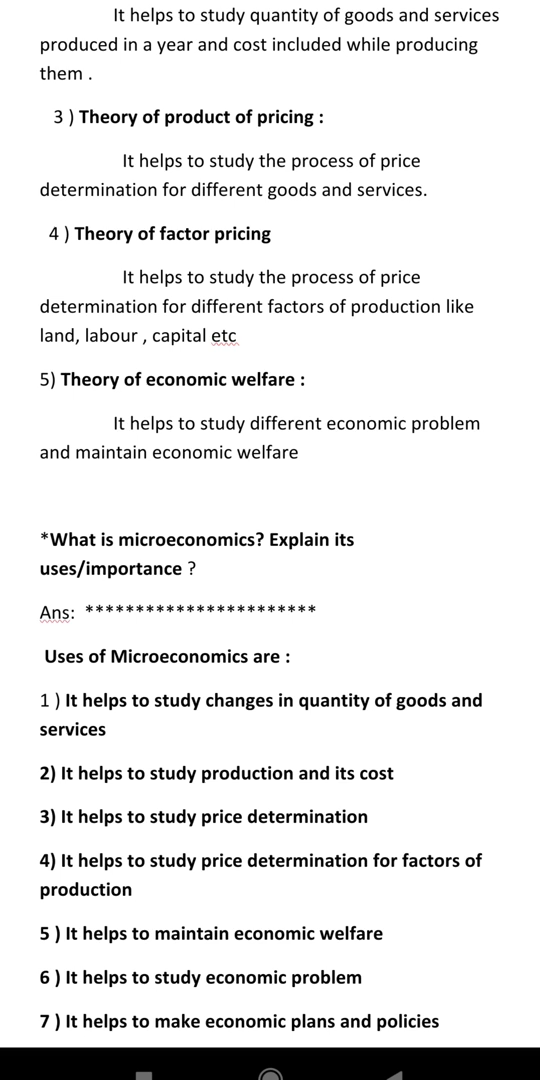 It helps to study quantity of goods and services
produced in a year and cost included while producing
them .
3 ) Theory of product of pricing :
It helps to study the process of price
determination for different goods and services.
4 ) Theory of factor pricing
It helps to study the process of price
determination for different factors of production like
land, labour , capital etc
5) Theory of economic welfare :
It helps to study different economic problem
and maintain economic welfare
*What is microeconomics? Explain its
uses/importance ?
Ans: ***********************
Uses of Microeconomics are :
1 ) It helps to study changes in quantity of goods and
services
2) It helps to study production and its cost
3) It helps to study price determination
4) It helps to study price determination for factors of
production
5 ) It helps to maintain economic welfare
6 ) It helps to study economic problem
7 ) It helps to make economic plans and policies